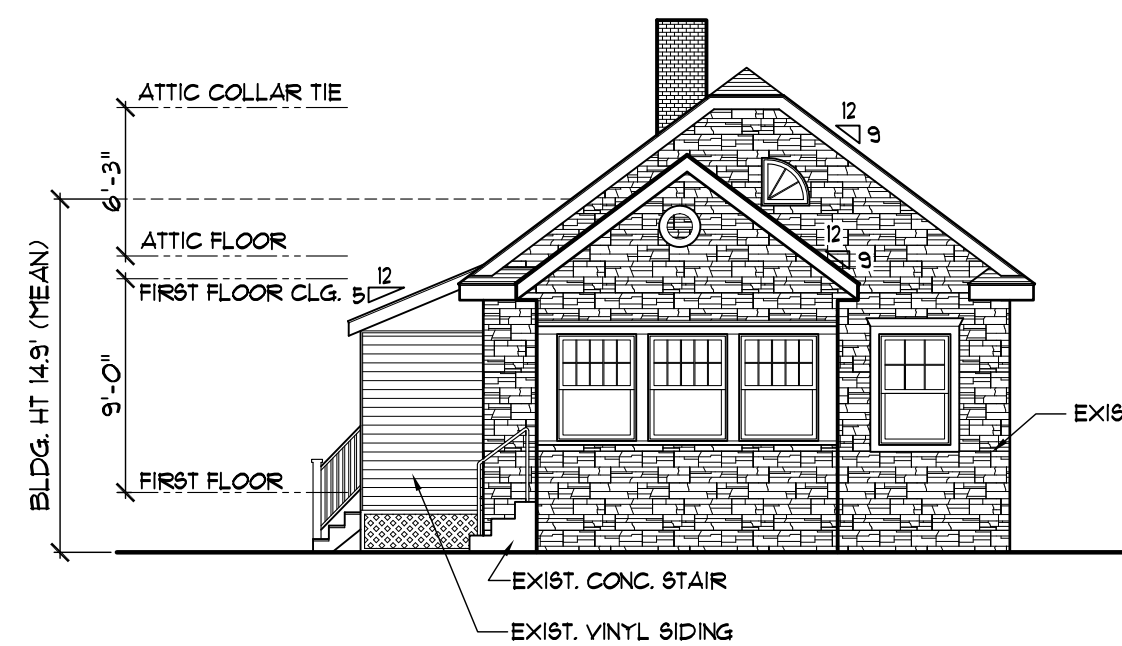 ATTIC COLLAR TIE
12
9
6'-3"
ATTIC FLOOR
12
9
FIRST FLOOR CLG.
12
5
BLDG. HT 14.9' (MEAN)
9'-0"
EXIS
FIRST FLOOR
EXIST. CONC. STAIR
EXIST. VINYL SIDING